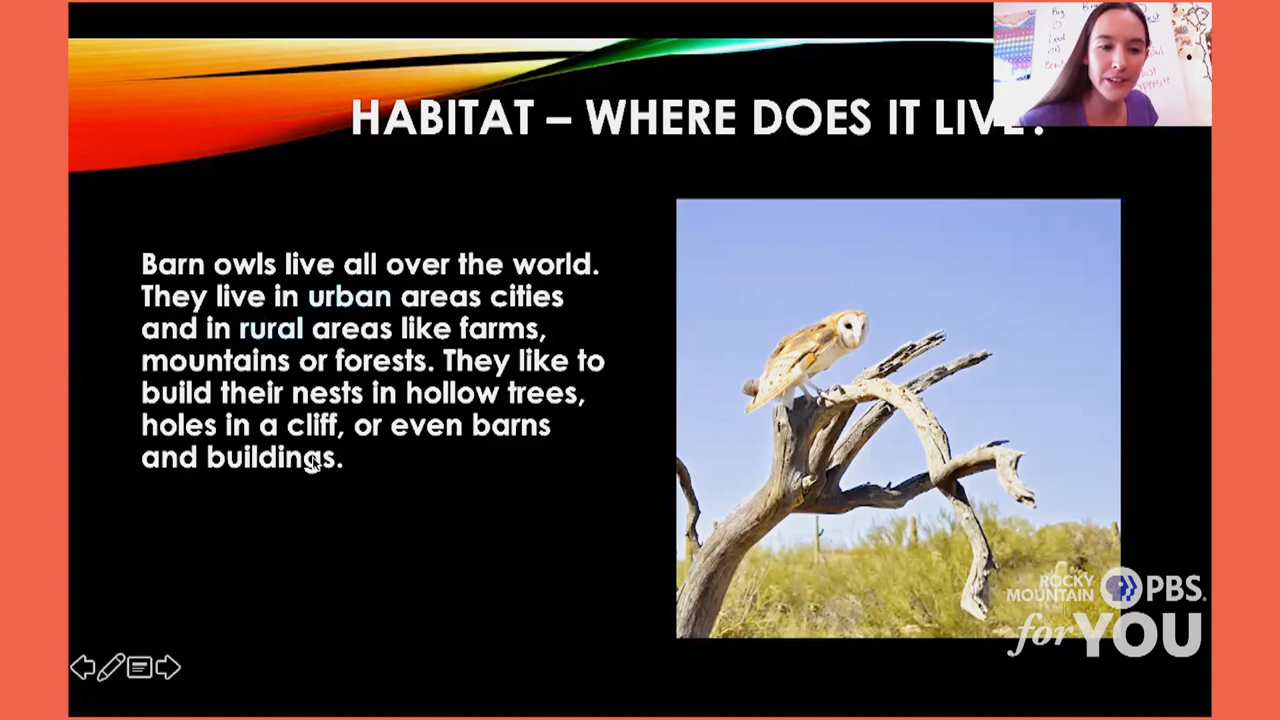 HABITAT – WHERE DOES IT LIVE?
Barn owls live all over the world.
They live in urban areas cities
and in rural areas like farms,
mountains or forests. They like to
build their nests in hollow trees,
holes in a cliff, or even barns
and buildings.
ROCKY
MOUNTAIN PBS
for YOU